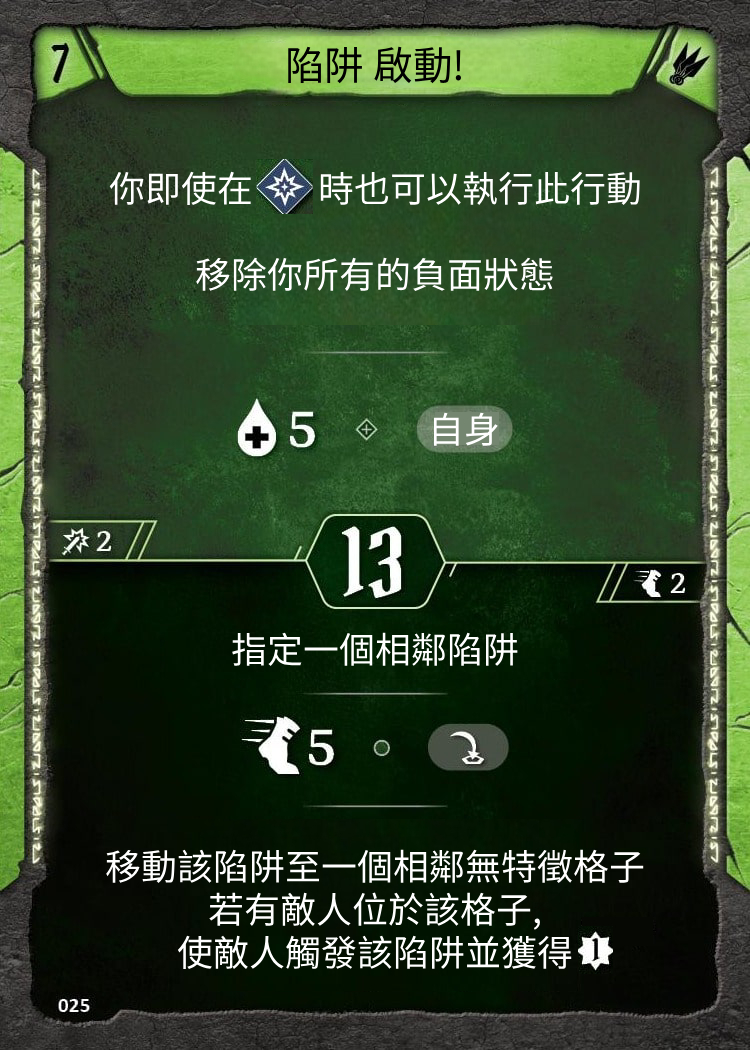 7
陷阱 啟動!
你即使在 時也可以執行此行動
移除你所有的負面狀態
5 自身
2
13
2
指定一個相鄰陷阱
5
移動該陷阱至一個相鄰無特徵格子
若有敵人位於該格子,
使敵人觸發該陷阱並獲得 1
025